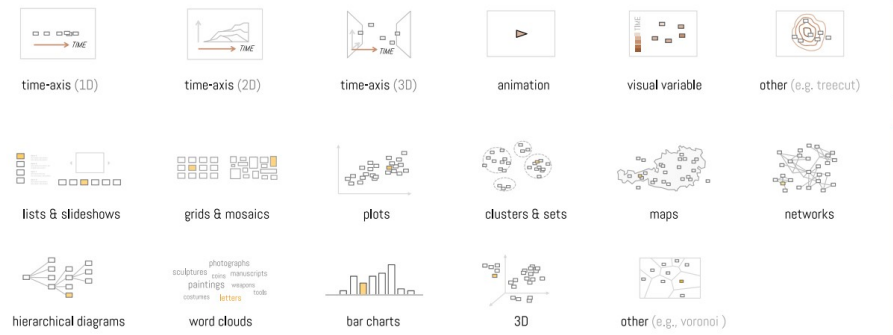 TIME
TIME
TIME
TIME
time-axis (1D)
time-axis (2D)
time-axis (3D)
animation
visual variable
other (e.g. treecut)
lists & slideshows
grids & mosaics
plots
clusters & sets
maps
networks
photographs
sculptures coins manuscripts
paintings weapons
tools
costumes letters
hierarchical diagrams
word clouds
bar charts
3D
other (e.g., voronoi )